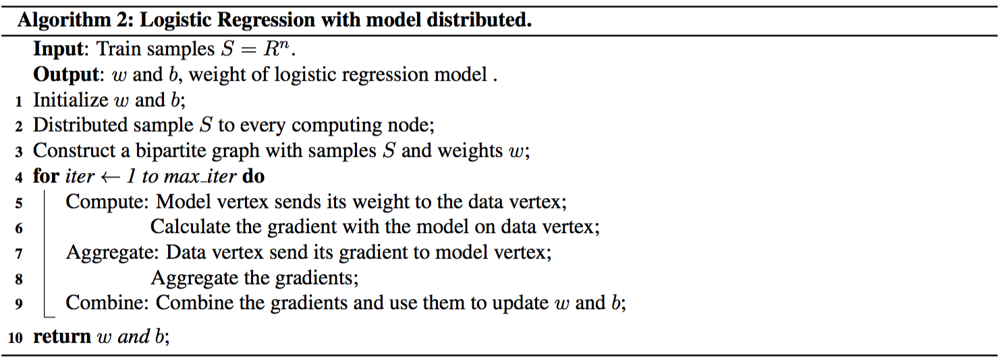 Algorithm 2: Logistic Regression with model distributed.
Input: Train samples S = Rⁿ.
Output: w and b, weight of logistic regression model .
1 Initialize w and b;
2 Distributed sample S to every computing node;
3 Construct a bipartite graph with samples S and weights w;
4 for iter ← 1 to max_iter do
5 Compute: Model vertex sends its weight to the data vertex;
6 Calculate the gradient with the model on data vertex;
7 Aggregate: Data vertex send its gradient to model vertex;
8 Aggregate the gradients;
9 Combine: Combine the gradients and use them to update w and b;
10 return w and b;